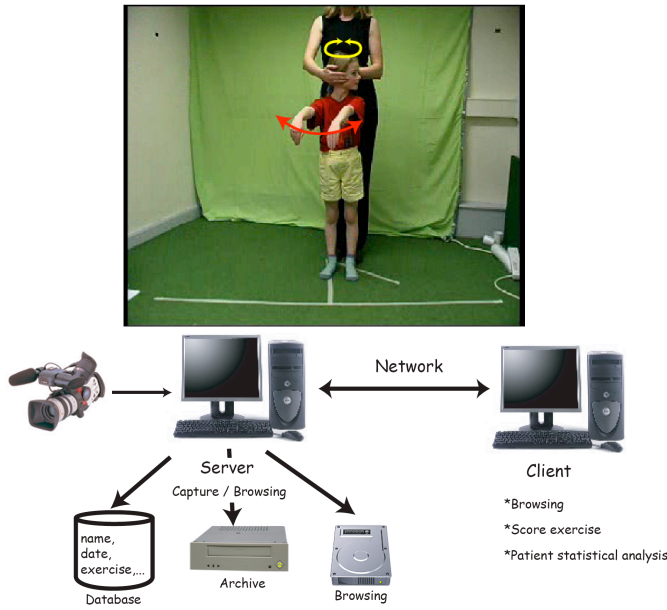 Network
Server
Capture / Browsing
Client
*Browsing
*Score exercise
*Patient statistical analysis
name,
date,
exercise,...
Database
Archive
Browsing